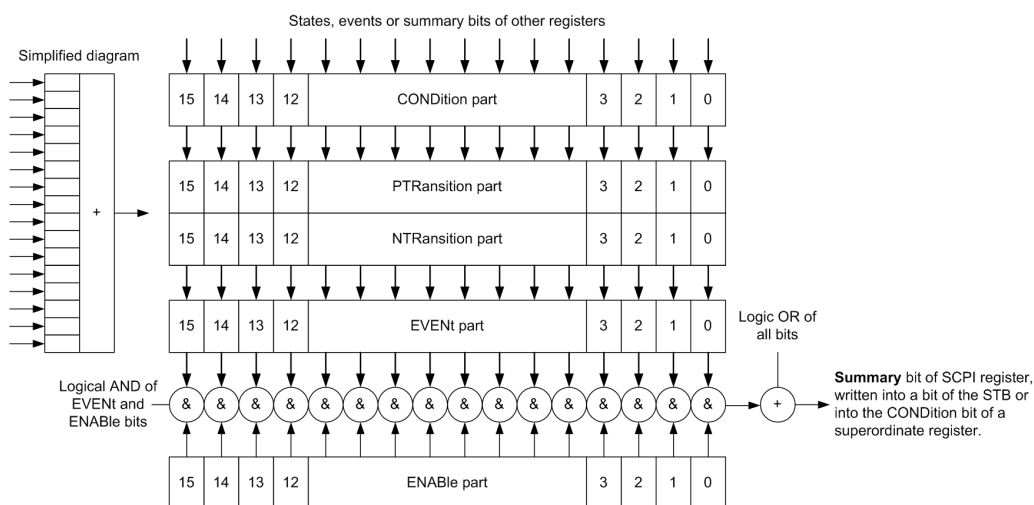 States, events or summary bits of other registers
Simplified diagram
15 14 13 12 CONDition part 3 2 1 0
15 14 13 12 PTRansition part 3 2 1 0
+
15 14 13 12 NTRansition part 3 2 1 0
15 14 13 12 EVENt part 3 2 1 0
Logic OR of
all bits
Logical AND of
EVENt and
ENABle bits
& & & & & & & & & & & & & & & &
+
Summary bit of SCPI register,
written into a bit of the STB or
into the CONDition bit of a
superordinate register.
15 14 13 12 ENABle part 3 2 1 0